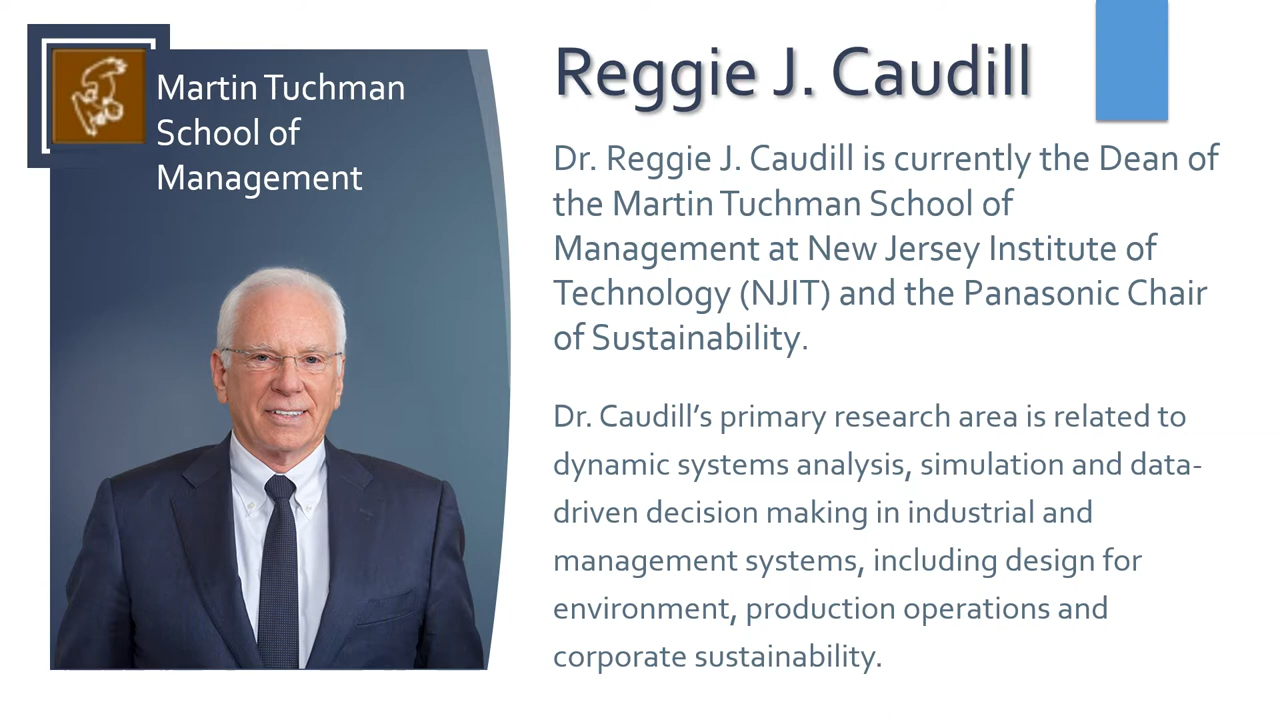 Martin Tuchman
School of
Management
Reggie J. Caudill
Dr. Reggie J. Caudill is currently the Dean of
the Martin Tuchman School of
Management at New Jersey Institute of
Technology (NJIT) and the Panasonic Chair
of Sustainability.
Dr. Caudill’s primary research area is related to
dynamic systems analysis, simulation and data-
driven decision making in industrial and
management systems, including design for
environment, production operations and
corporate sustainability.